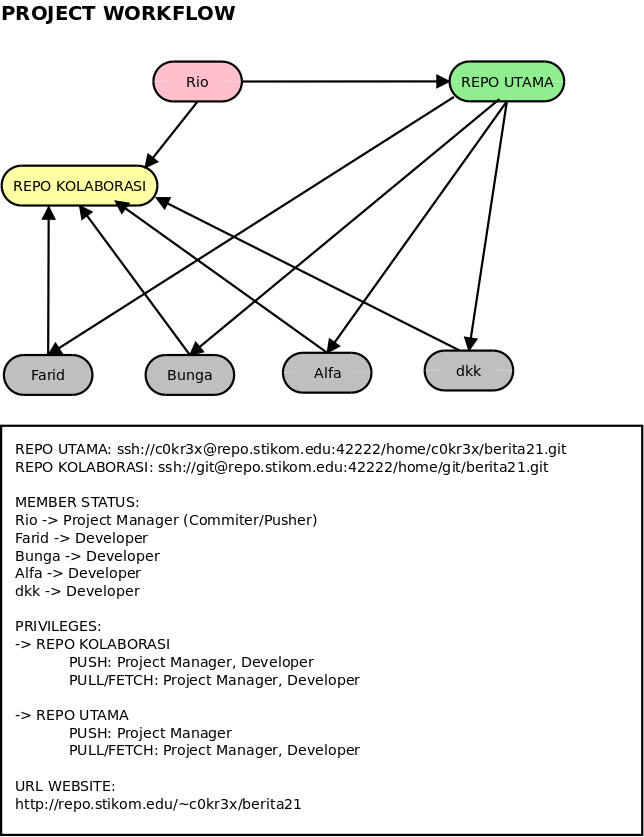 PROJECT WORKFLOW
Rio
REPO UTAMA
REPO KOLABORASI
Farid
Bunga
Alfa
dkk
REPO UTAMA: ssh://c0kr3x@repo.stikom.edu:42222/home/c0kr3x/berita21.git
REPO KOLABORASI: ssh://git@repo.stikom.edu:42222/home/git/berita21.git
MEMBER STATUS:
Rio -> Project Manager (Commiter/Pusher)
Farid -> Developer
Bunga -> Developer
Alfa -> Developer
dkk -> Developer
PRIVILEGES:
-> REPO KOLABORASI
PUSH: Project Manager, Developer
PULL/FETCH: Project Manager, Developer
-> REPO UTAMA
PUSH: Project Manager
PULL/FETCH: Project Manager, Developer
URL WEBSITE:
http://repo.stikom.edu/~c0kr3x/berita21